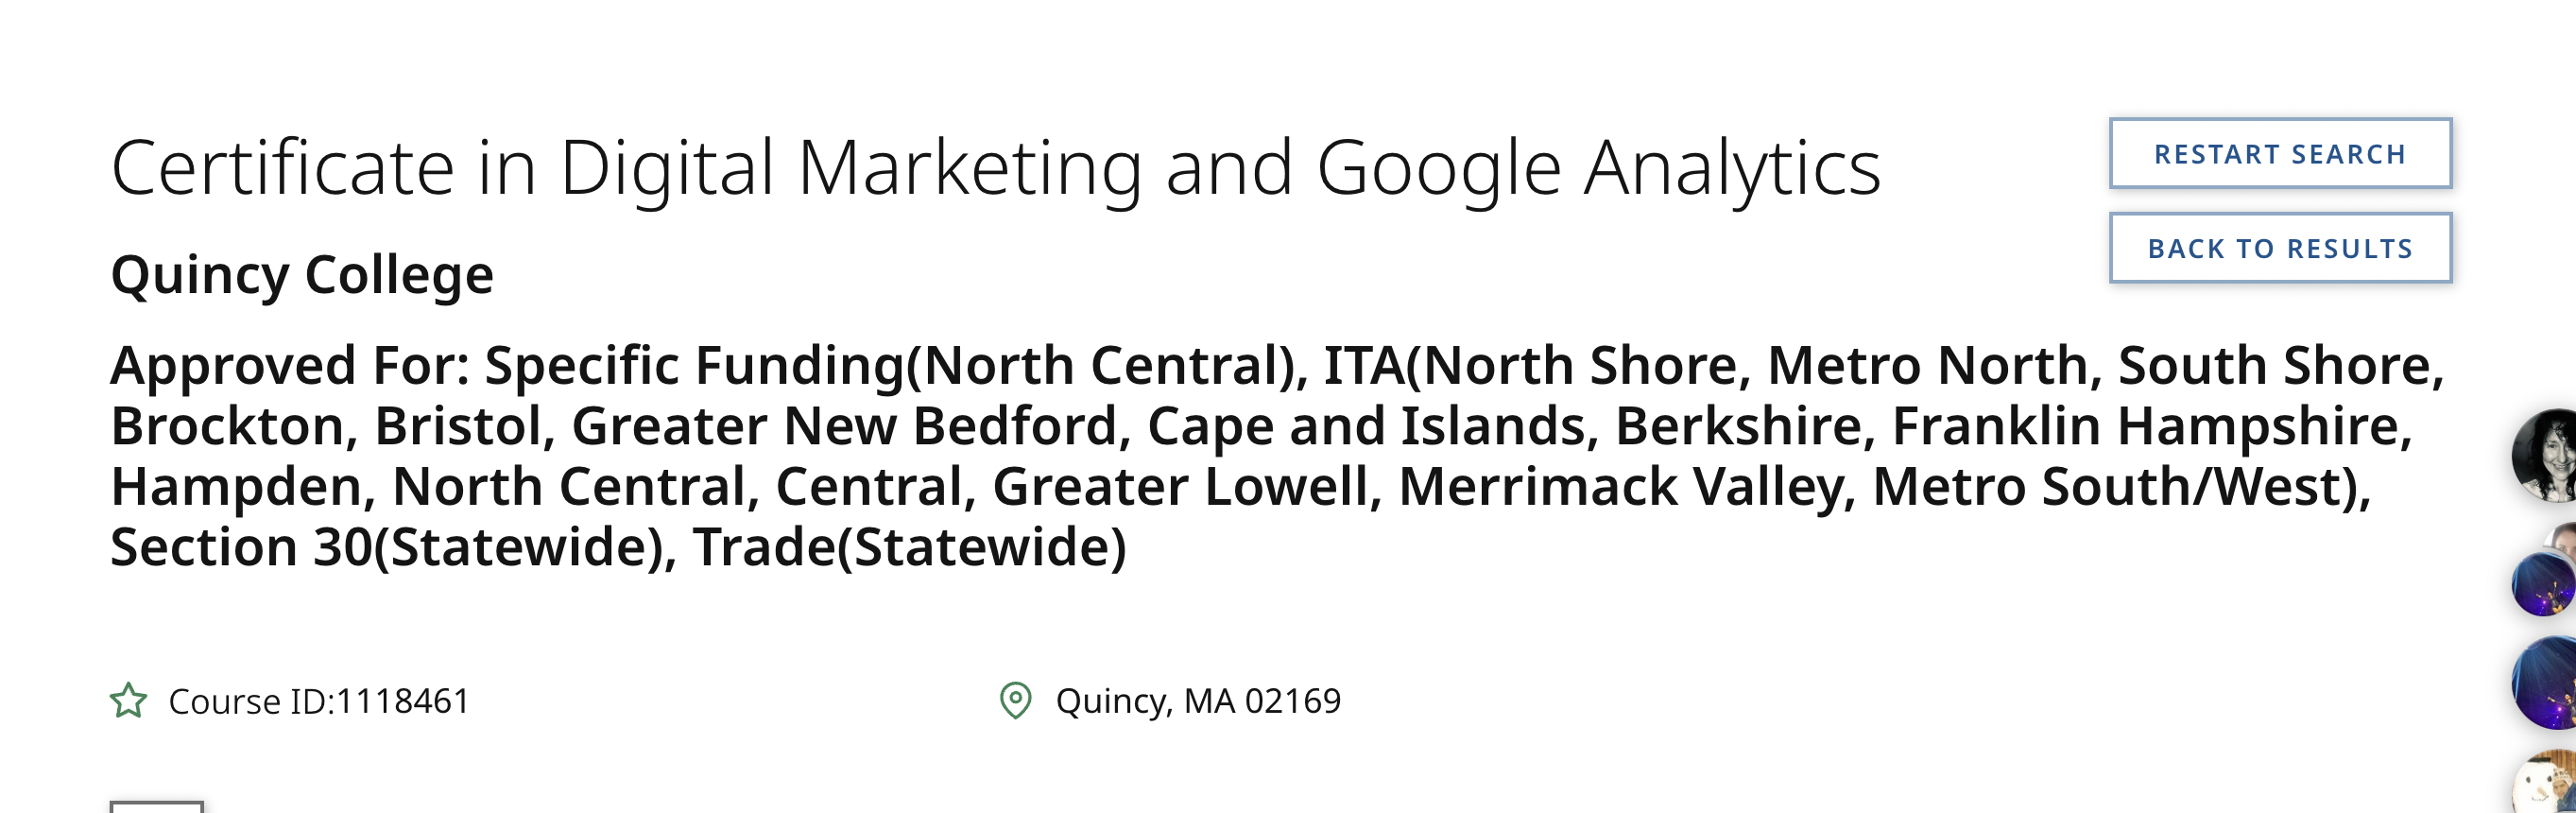 Certificate in Digital Marketing and Google Analytics
RESTART SEARCH
BACK TO RESULTS
Quincy College
Approved For: Specific Funding(North Central), ITA(North Shore, Metro North, South Shore,
Brockton, Bristol, Greater New Bedford, Cape and Islands, Berkshire, Franklin Hampshire,
Hampden, North Central, Central, Greater Lowell, Merrimack Valley, Metro South/West),
Section 30(Statewide), Trade(Statewide)
Course ID:1118461
Quincy, MA 02169